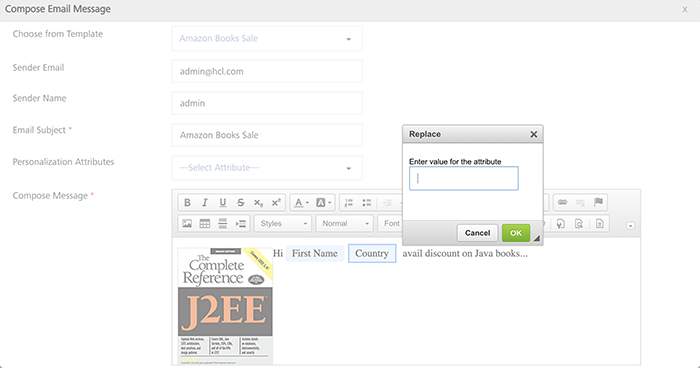 Compose Email Message x
Choose from Template Amazon Books Sale
Sender Email admin@hcl.com
Sender Name admin
Email Subject * Amazon Books Sale
Personalization Attributes ---Select Attribute---
Compose Message *
Replace
Enter value for the attribute
Cancel OK
B I U S x₂ x² A A
Styles Normal Font
Hi First Name Country avail discount on Java books...
The
Complete
Reference
J2EE